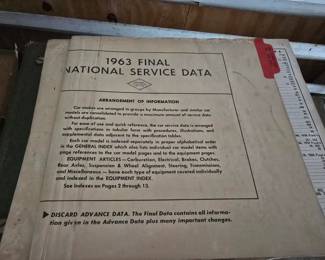 1963 FINAL
NATIONAL SERVICE DATA
ARRANGEMENT OF INFORMATION
Car makes are arranged in groups by Manufacturer and similar car
models are consolidated to provide a maximum amount of service data
without duplication.
For ease of use and quick reference, the car service data is arranged
with specifications in tabular form with procedures, illustrations, and
supplemental data adjacent to the specification tables.
Each car model is indexed separately in proper alphabetical order
in the GENERAL INDEX which also lists individual car model items with
page references to the car model pages and to the equipment pages.
EQUIPMENT ARTICLES — Carburetion, Electrical, Brakes, Clutches,
Rear Axles, Suspension & Wheel Alignment, Steering, Transmissions,
and Miscellaneous — have each type of equipment covered individually
and indexed in the EQUIPMENT INDEX.
See Indexes on Pages 2 through 15.
DISCARD ADVANCE DATA. The Final Data contains all informa-
tion given in the Advance Data plus many important changes.